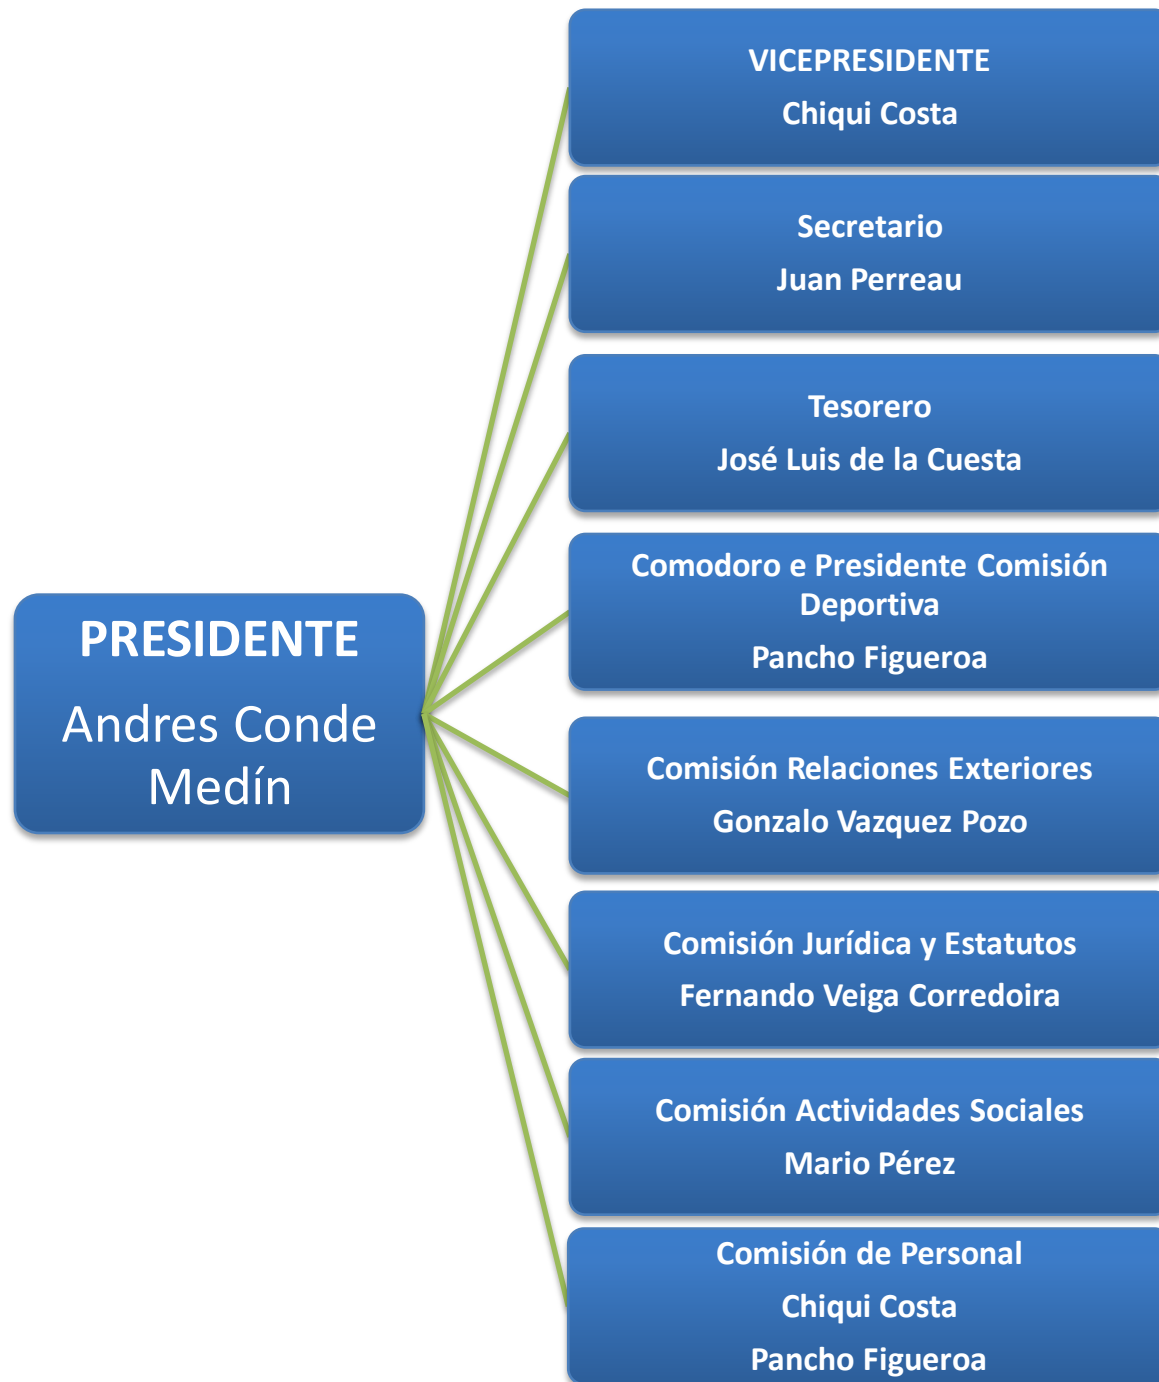 PRESIDENTE
Andres Conde
Medín
VICEPRESIDENTE
Chiqui Costa
Secretario
Juan Perreau
Tesorero
José Luis de la Cuesta
Comodoro e Presidente Comisión
Deportiva
Pancho Figueroa
Comisión Relaciones Exteriores
Gonzalo Vazquez Pozo
Comisión Jurídica y Estatutos
Fernando Veiga Corredoira
Comisión Actividades Sociales
Mario Pérez
Comisión de Personal
Chiqui Costa
Pancho Figueroa